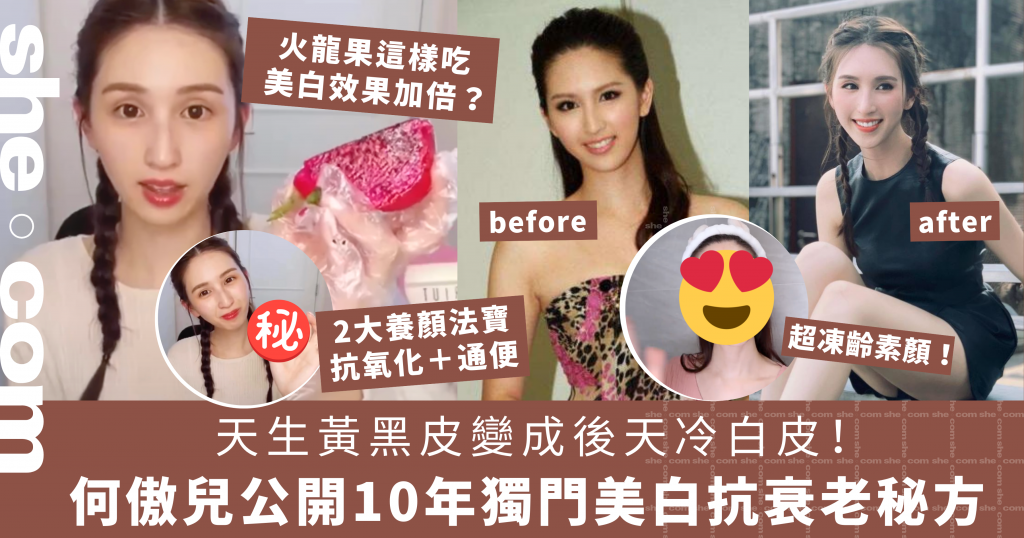 she.com
火龍果這樣吃
美白效果加倍？
before
after
秘
2大養顏法寶
抗氧化＋通便
超凍齡素顏！
天生黃黑皮變成後天冷白皮！
何傲兒公開10年獨門美白抗衰老秘方